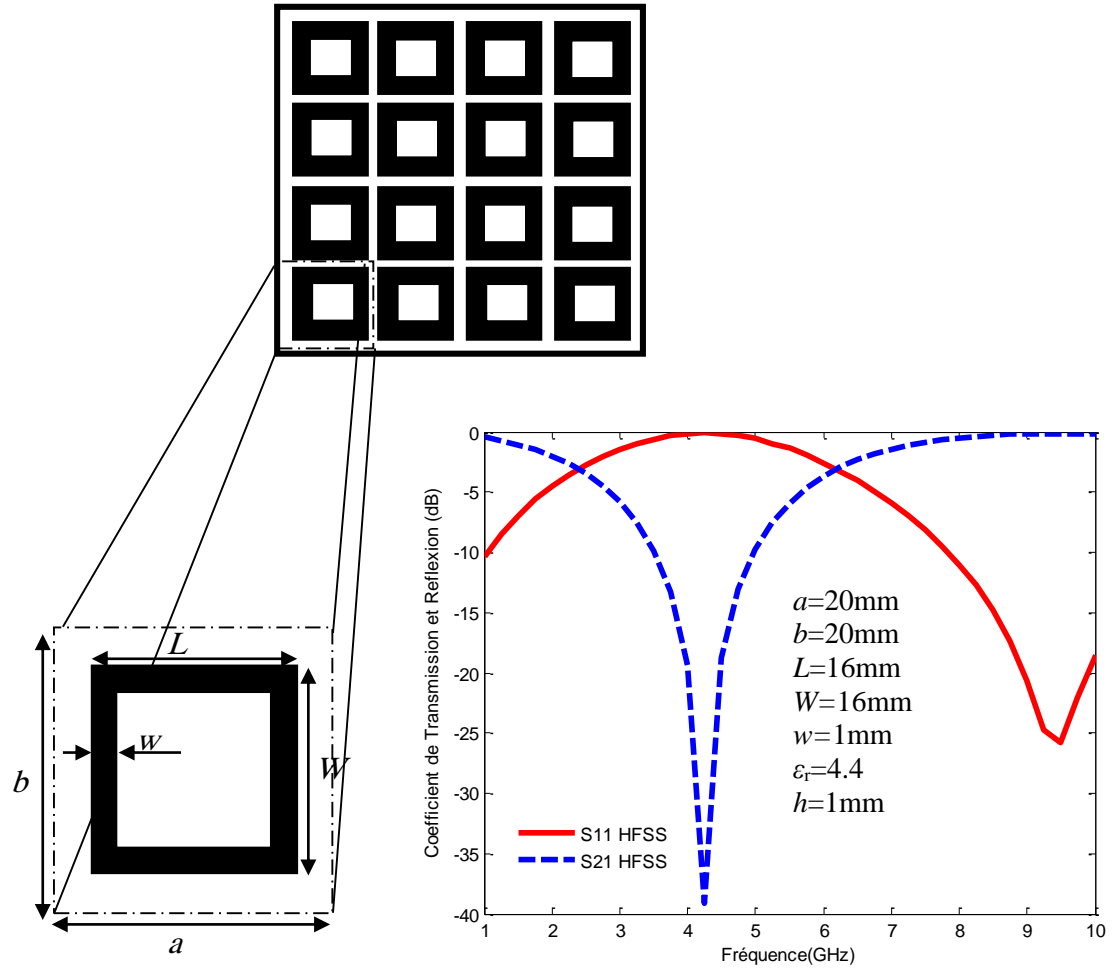 L
w
W
b
a
Coefficient de Transmission et Reflexion (dB)
0
-5
-10
-15
-20
-25
-30
-35
-40
a=20mm
b=20mm
L=16mm
W=16mm
w=1mm
εr=4.4
h=1mm
S11 HFSS
S21 HFSS
1 2 3 4 5 6 7 8 9 10
Fréquence(GHz)